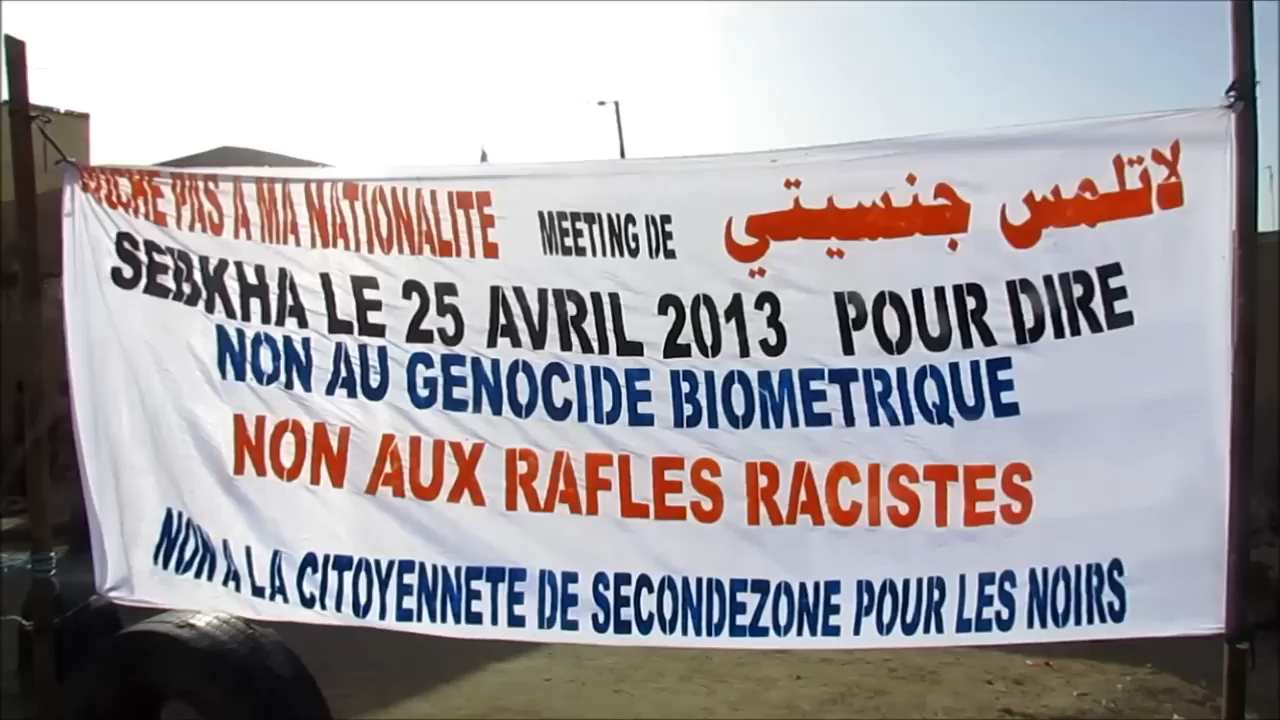 TOUCHE PAS A MA NATIONALITE MEETING DE لاتلمس جنسيتي
SEBKHA LE 25 AVRIL 2013 POUR DIRE
NON AU GENOCIDE BIOMETRIQUE
NON AUX RAFLES RACISTES
NON A LA CITOYENNETE DE SECONDEZONE POUR LES NOIRS